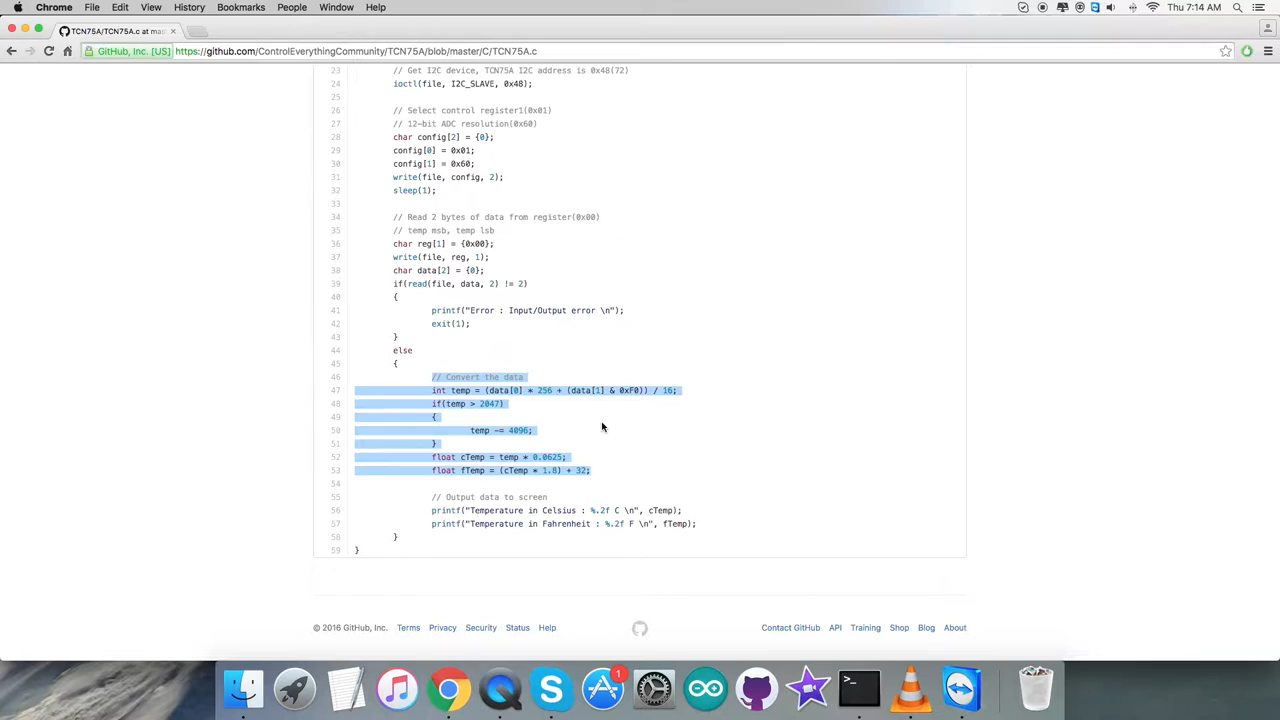 Chrome File Edit View History Bookmarks People Window Help Thu 7:14 AM
TCN75A/TCN75A.c at mas
GitHub, Inc. [US] https://github.com/ControlEverythingCommunity/TCN75A/blob/master/C/TCN75A.c
23 // Get I2C device, TCN75A I2C address is 0x48(72)
24 ioctl(file, I2C_SLAVE, 0x48);
25
26 // Select control register1(0x01)
27 // 12-bit ADC resolution(0x60)
28 char config[2] = {0};
29 config[0] = 0x01;
30 config[1] = 0x60;
31 write(file, config, 2);
32 sleep(1);
33
34 // Read 2 bytes of data from register(0x00)
35 // temp msb, temp lsb
36 char reg[1] = {0x00};
37 write(file, reg, 1);
38 char data[2] = {0};
39 if(read(file, data, 2) != 2)
40 {
41 printf("Error : Input/Output error \n");
42 exit(1);
43 }
44 else
45 {
46 // Convert the data
47 int temp = (data[0] * 256 + (data[1] & 0xF0)) / 16;
48 if(temp > 2047)
49 {
50 temp -= 4096;
51 }
52 float cTemp = temp * 0.0625;
53 float fTemp = (cTemp * 1.8) + 32;
54
55 // Output data to screen
56 printf("Temperature in Celsius : %.2f C \n", cTemp);
57 printf("Temperature in Fahrenheit : %.2f F \n", fTemp);
58 }
59 }
© 2016 GitHub, Inc. Terms Privacy Security Status Help Contact GitHub API Training Shop Blog About
1